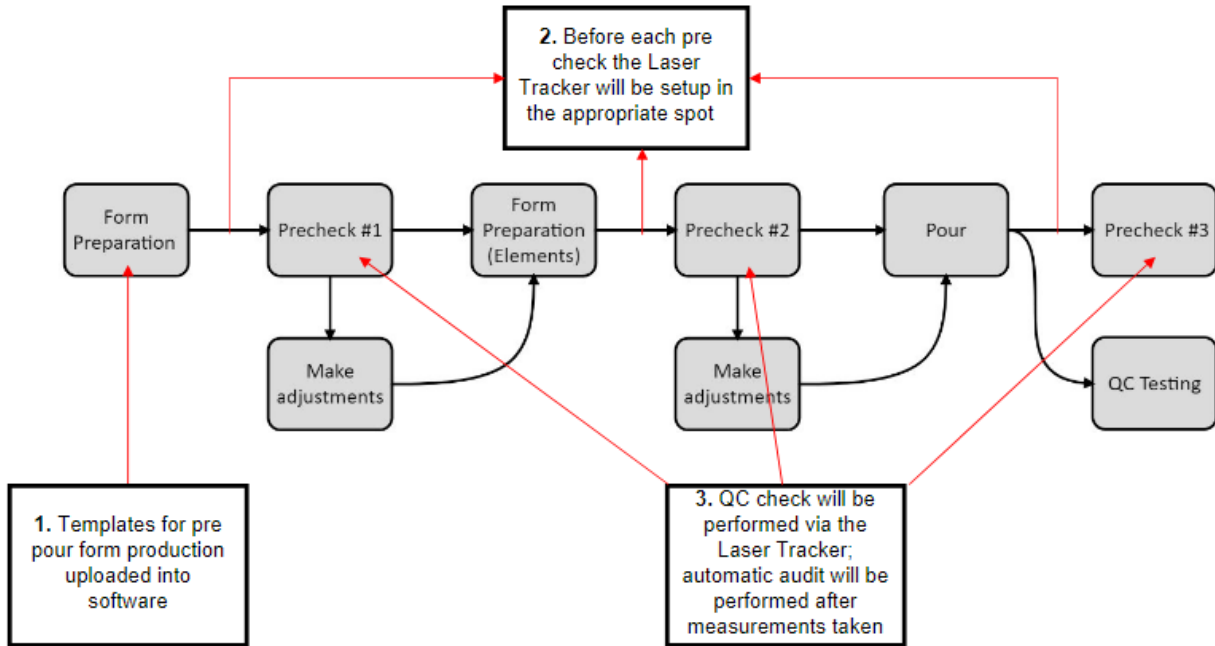 2. Before each pre
check the Laser
Tracker will be setup in
the appropriate spot
Form
Preparation
Precheck #1
Form
Preparation
(Elements)
Precheck #2
Pour
Precheck #3
Make
adjustments
Make
adjustments
QC Testing
1. Templates for pre
pour form production
uploaded into
software
3. QC check will be
performed via the
Laser Tracker;
automatic audit will be
performed after
measurements taken